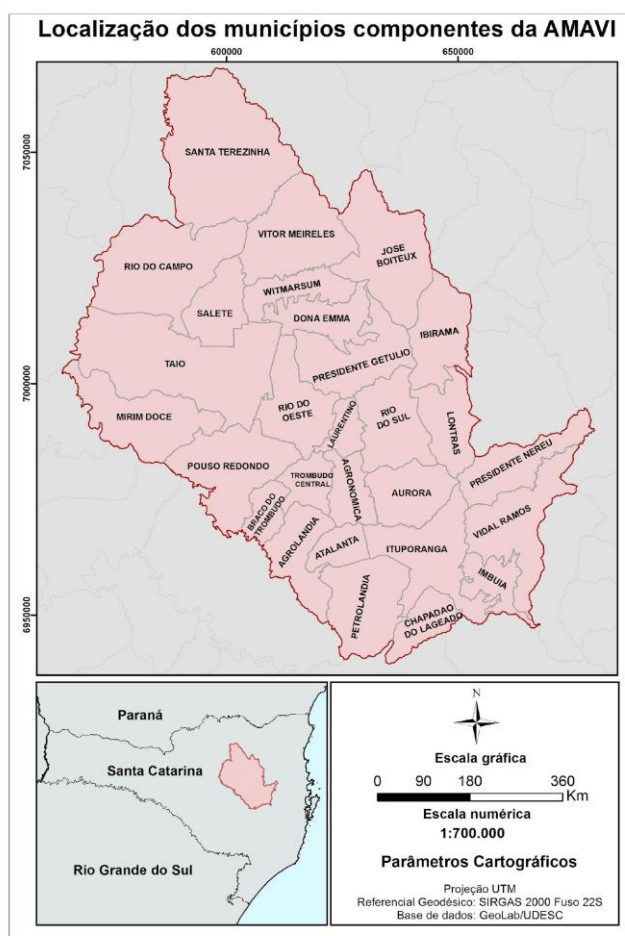 Localização dos municípios componentes da AMAVI
600000
650000
7050000
7000000
6950000
SANTA TEREZINHA
VITOR MEIRELES
JOSE
BOITEUX
RIO DO CAMPO
WITMARSUM
SALETE
DONA EMMA
IBIRAMA
TAIO
PRESIDENTE GETULIO
MIRIM DOCE
RIO DO
OESTE
LAURENTINO
RIO
DO SUL
LONTRAS
POUSO REDONDO
TROMBUDO
CENTRAL
AGRONOMICA
AURORA
PRESIDENTE NEREU
BRACO DO
TROMBUDO
VIDAL RAMOS
AGROLANDIA
ATALANTA
ITUPORANGA
IMBUIA
PETROLANDIA
CHAPADAO
DO LAGEADO
Paraná
Santa Catarina
Rio Grande do Sul
N
Escala gráfica
0 90 180 360
Km
Escala numérica
1:700.000
Parâmetros Cartográficos
Projeção UTM
Referencial Geodésico: SIRGAS 2000 Fuso 22S
Base de dados: GeoLab/UDESC